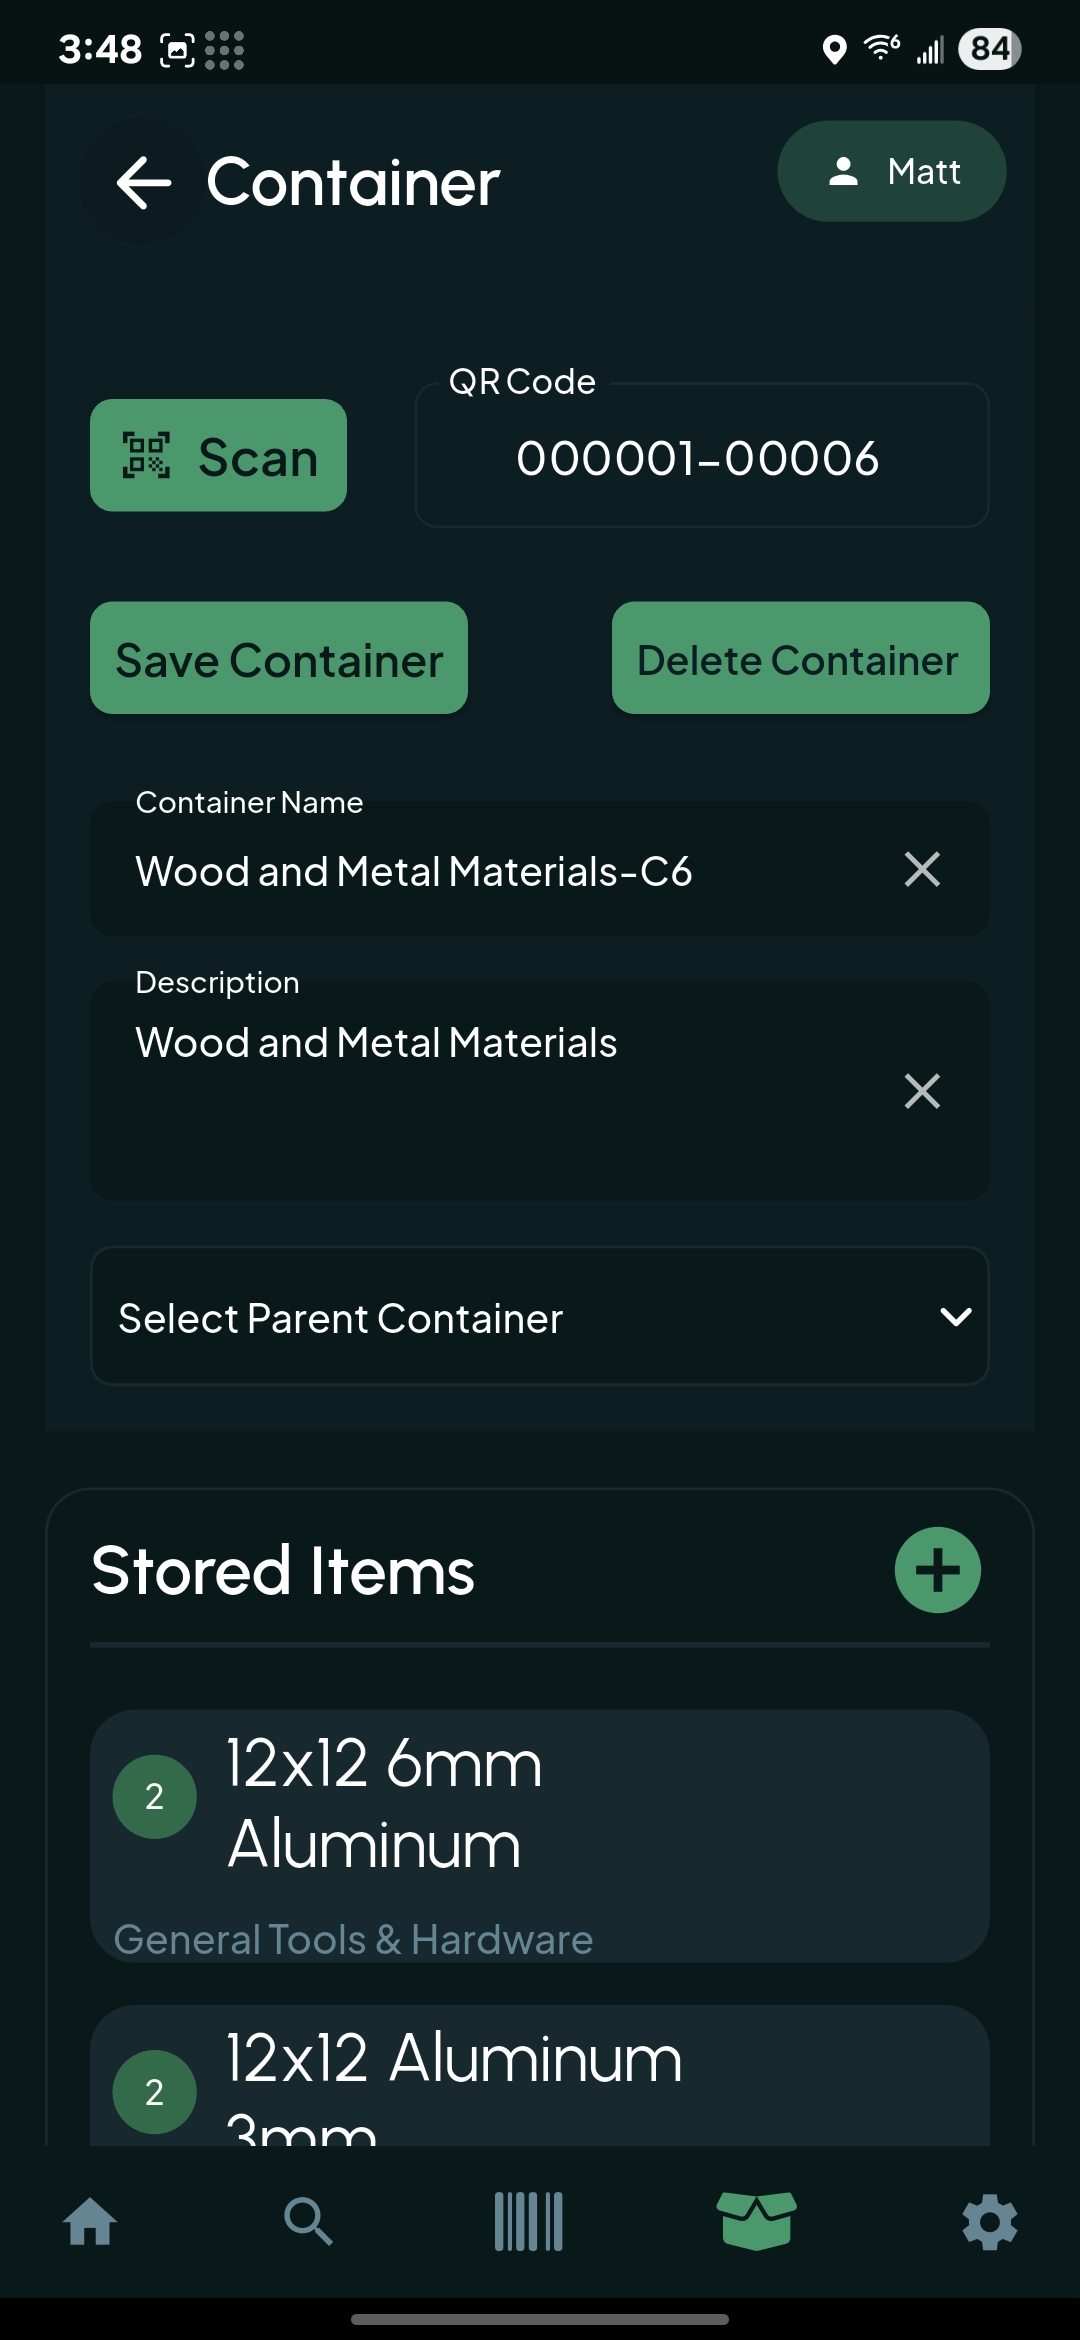 3:48
6
84
Container
Matt
QR Code
Scan
000001-00006
Save Container
Delete Container
Container Name
Wood and Metal Materials-C6
Description
Wood and Metal Materials
Select Parent Container
Stored Items
2
12x12 6mm
Aluminum
General Tools & Hardware
2
12x12 Aluminum
3mm